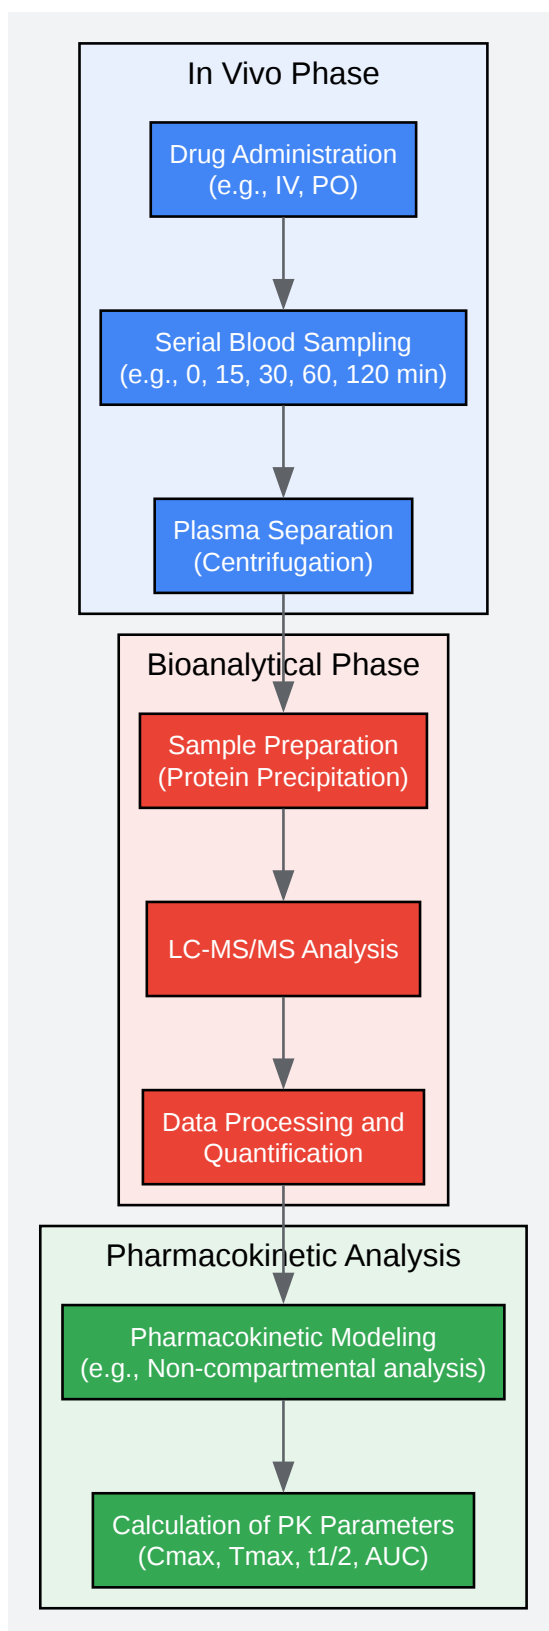 In Vivo Phase
Drug Administration
(e.g., IV, PO)
Serial Blood Sampling
(e.g., 0, 15, 30, 60, 120 min)
Plasma Separation
(Centrifugation)
Bioanalytical Phase
Sample Preparation
(Protein Precipitation)
LC-MS/MS Analysis
Data Processing and
Quantification
Pharmacokinetic Analysis
Pharmacokinetic Modeling
(e.g., Non-compartmental analysis)
Calculation of PK Parameters
(Cmax, Tmax, t1/2, AUC)